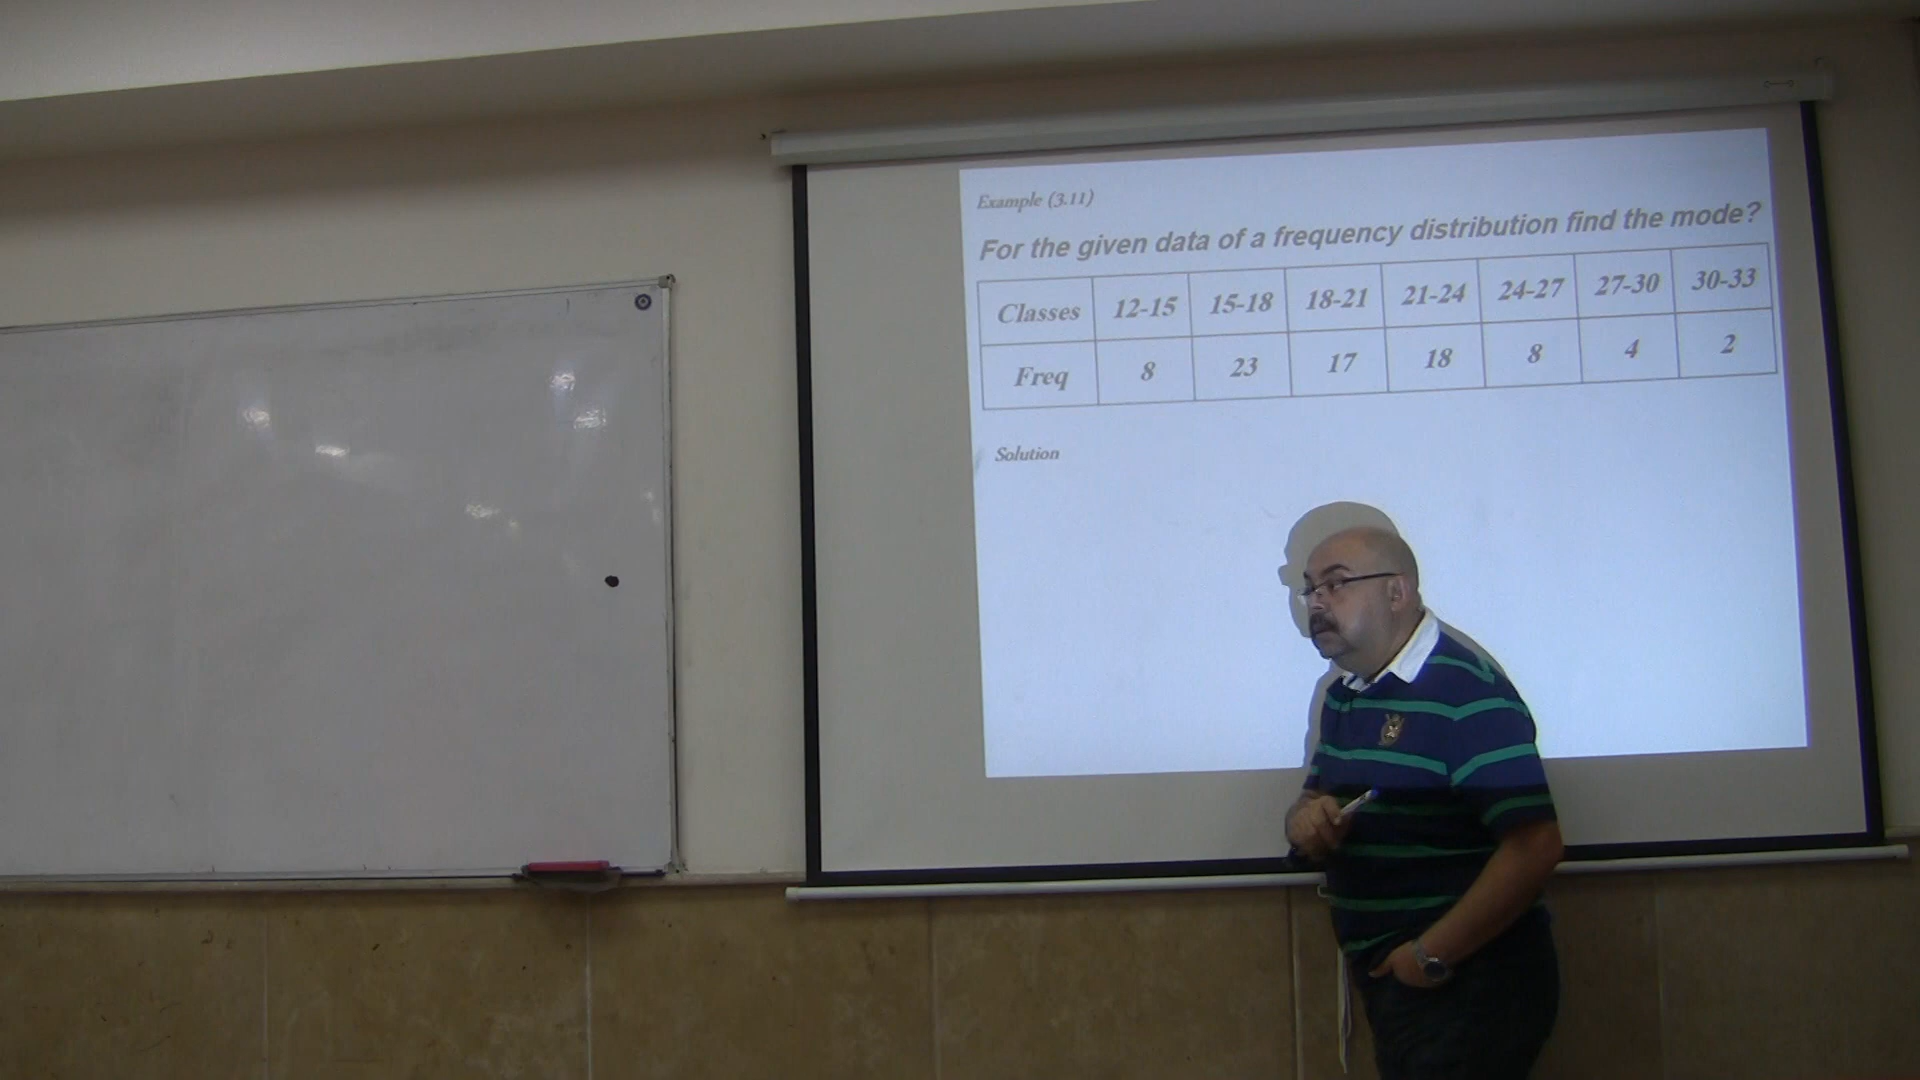 Example (3.11)
For the given data of a frequency distribution find the mode?
Classes 12-15 15-18 18-21 21-24 24-27 27-30 30-33
Freq 8 23 17 18 8 4 2
Solution